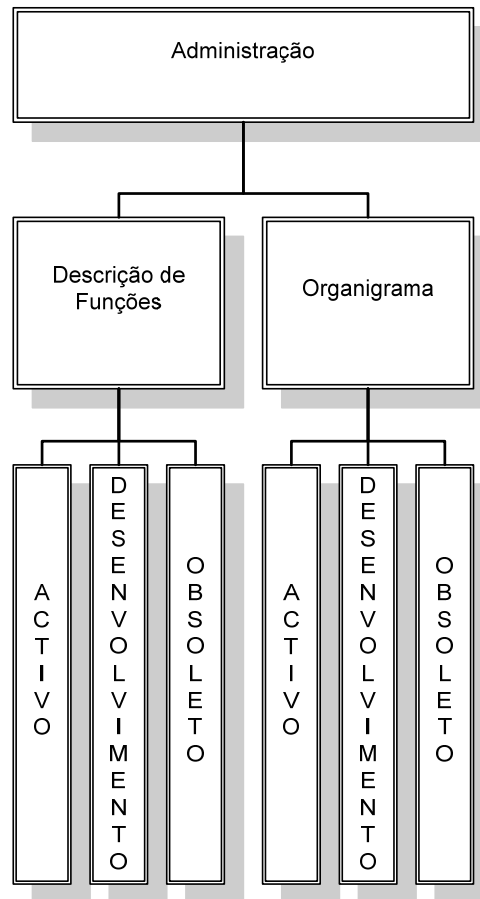 Administração
Descrição de
Funções
Organigrama
ACTIVO
DESENVOLVIMENTO
OBSOLETO
ACTIVO
DESENVOLVIMENTO
OBSOLETO